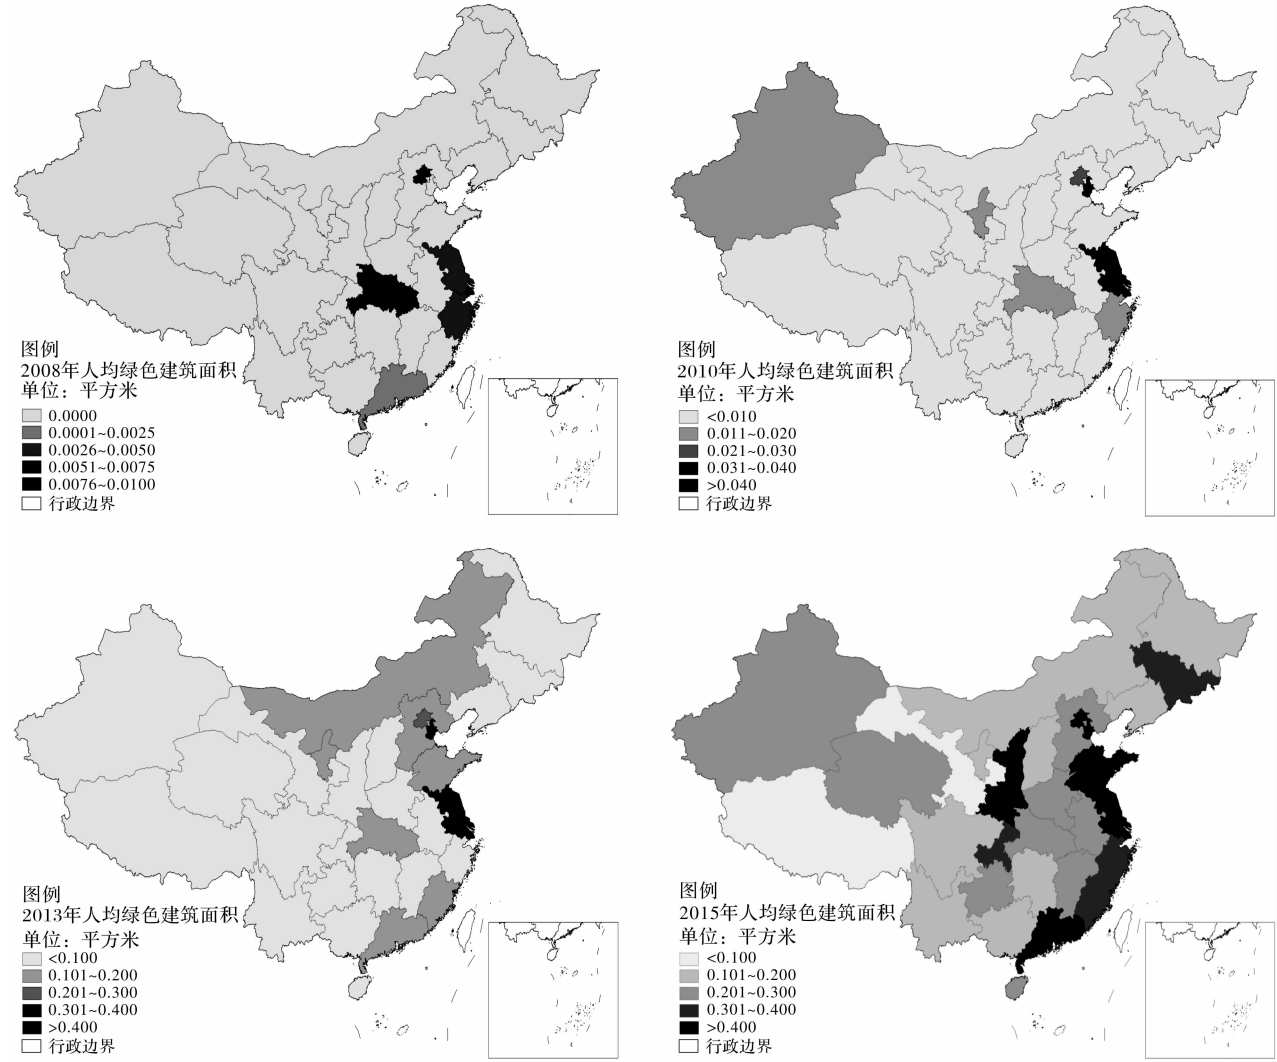 图例
2008年人均绿色建筑面积
单位：平方米
0.0000
0.0001~0.0025
0.0026~0.0050
0.0051~0.0075
0.0076~0.0100
行政边界
图例
2010年人均绿色建筑面积
单位：平方米
<0.010
0.011~0.020
0.021~0.030
0.031~0.040
>0.040
行政边界
图例
2013年人均绿色建筑面积
单位：平方米
<0.100
0.101~0.200
0.201~0.300
0.301~0.400
>0.400
行政边界
图例
2015年人均绿色建筑面积
单位：平方米
<0.100
0.101~0.200
0.201~0.300
0.301~0.400
>0.400
行政边界